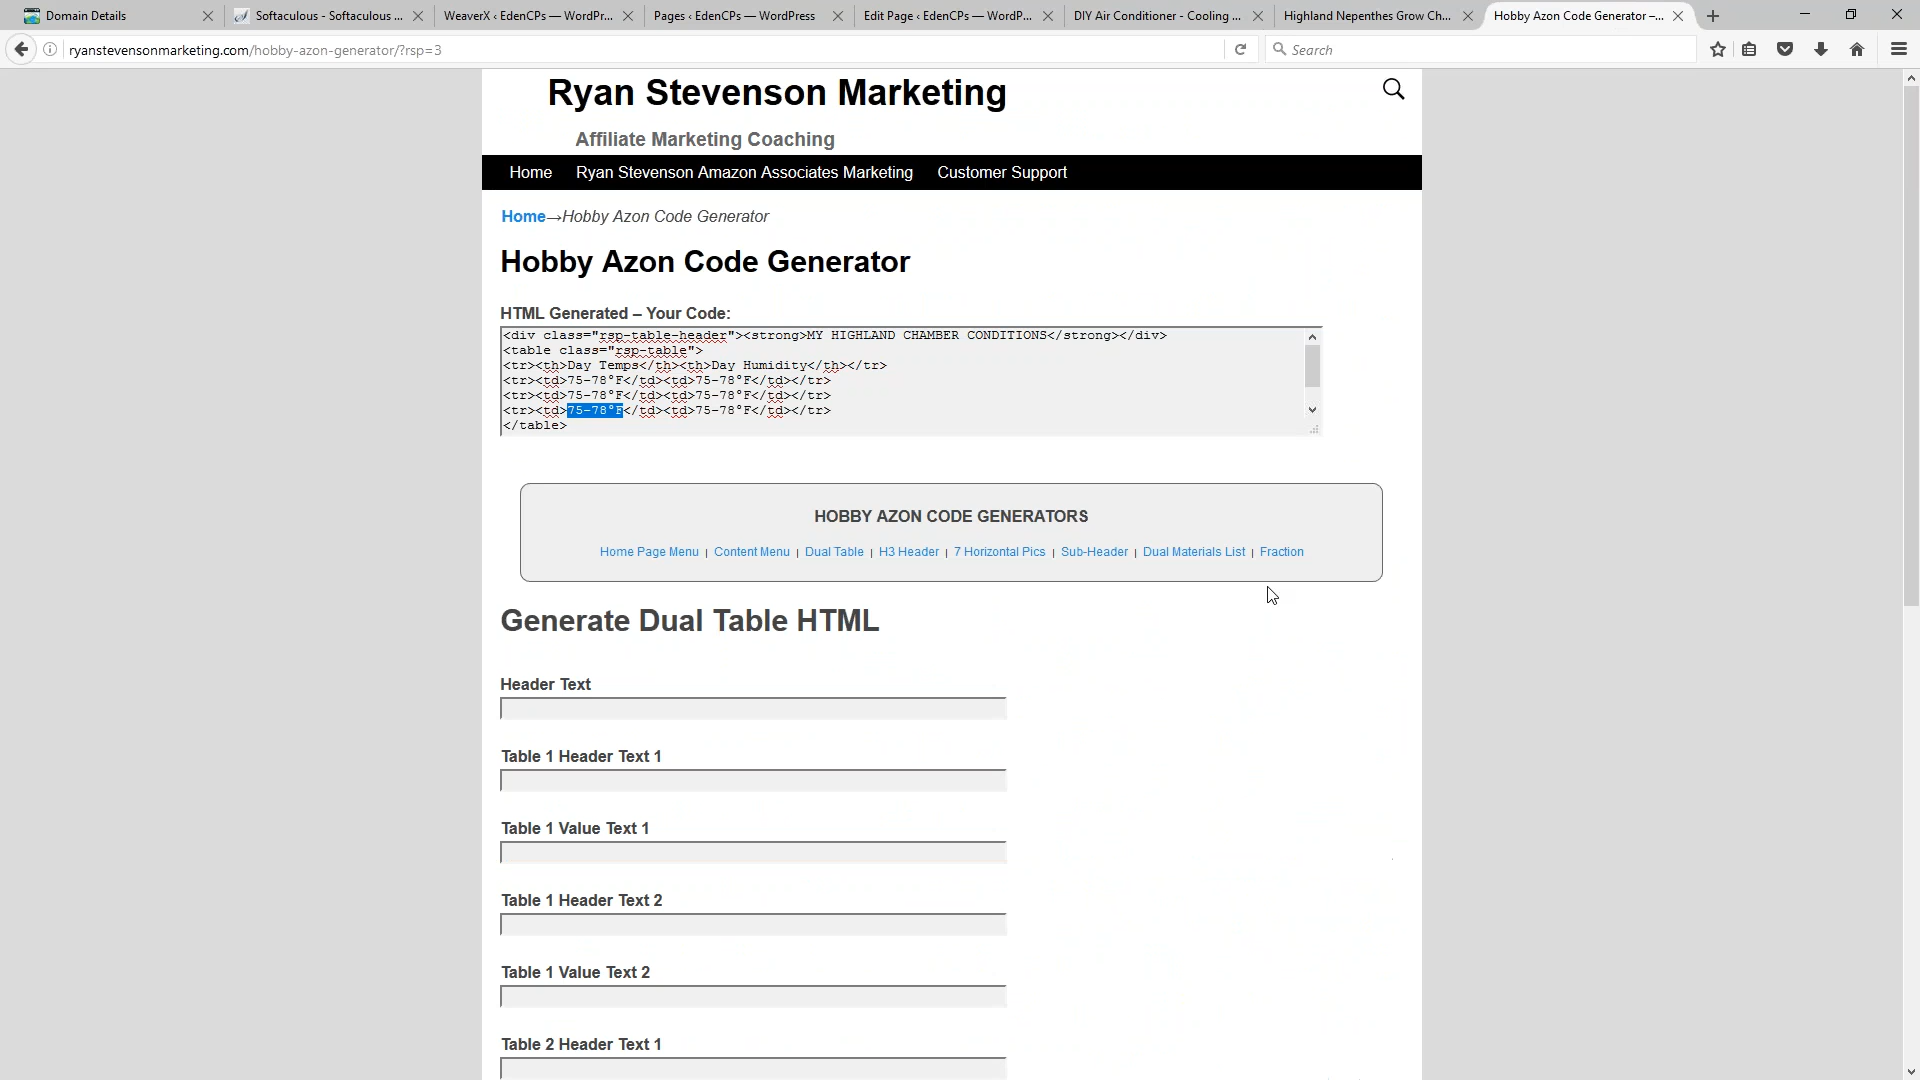 Domain Details
Softaculous - Softaculous ...
WeaverX ‹ EdenCPs — WordPr...
Pages ‹ EdenCPs — WordPress
Edit Page ‹ EdenCPs — WordP...
DIY Air Conditioner - Cooling ...
Highland Nepenthes Grow Ch...
Hobby Azon Code Generator –...
ryanstevensonmarketing.com/hobby-azon-generator/?rsp=3
Search
Ryan Stevenson Marketing
Affiliate Marketing Coaching
Home Ryan Stevenson Amazon Associates Marketing Customer Support
Home→Hobby Azon Code Generator
Hobby Azon Code Generator
HTML Generated – Your Code:
<div class="rsp-table-header"><strong>MY HIGHLAND CHAMBER CONDITIONS</strong></div>
<table class="rsp-table">
<tr><th>Day Temps</th><th>Day Humidity</th></tr>
<tr><td>75-78°F</td><td>75-78°F</td></tr>
<tr><td>75-78°F</td><td>75-78°F</td></tr>
<tr><td>75-78°F</td><td>75-78°F</td></tr>
</table>
HOBBY AZON CODE GENERATORS
Home Page Menu | Content Menu | Dual Table | H3 Header | 7 Horizontal Pics | Sub-Header | Dual Materials List | Fraction
Generate Dual Table HTML
Header Text
Table 1 Header Text 1
Table 1 Value Text 1
Table 1 Header Text 2
Table 1 Value Text 2
Table 2 Header Text 1